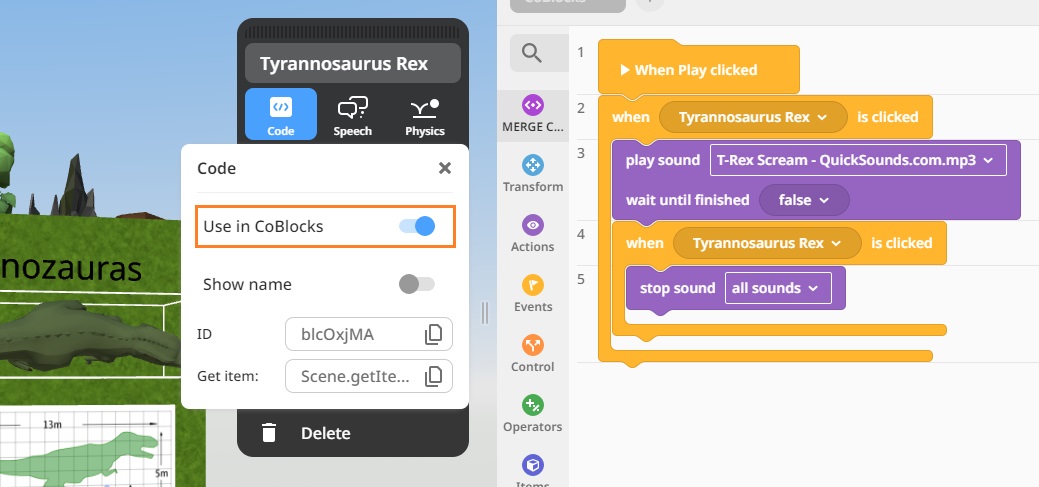 Tyrannosaurus Rex
Code
Speech
Physics
Code
Use in CoBlocks
Show name
ID
blcOxjMA
Get item:
Scene.getIte...
Delete
nozauras
13m
5m
CoBlocks
MERGE C...
Transform
Actions
Events
Control
Operators
Items
1
When Play clicked
2
when Tyrannosaurus Rex is clicked
3
play sound T-Rex Scream - QuickSounds.com.mp3
wait until finished false
4
when Tyrannosaurus Rex is clicked
5
stop sound all sounds